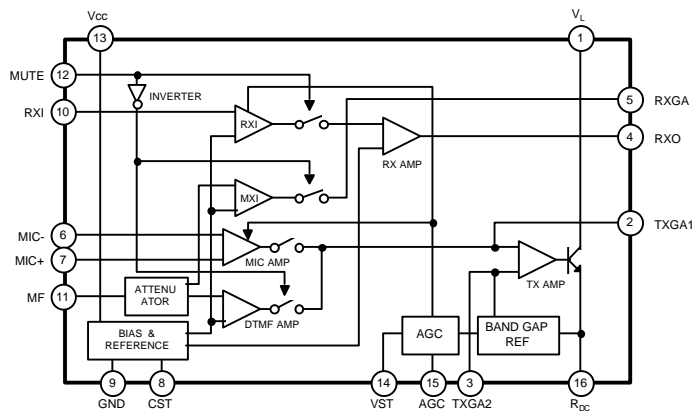 Vcc
VL
13
1
MUTE 12
INVERTER
RXI 10
5 RXGA
RXI
4 RXO
RX AMP
MXI
2 TXGA1
MIC- 6
MIC+ 7
MIC AMP
TX AMP
MF 11
ATTENU
ATOR
DTMF AMP
BIAS &
REFERENCE
AGC
BAND GAP
REF
9
8
14
15
3
16
GND
CST
VST
AGC
TXGA2
RDC